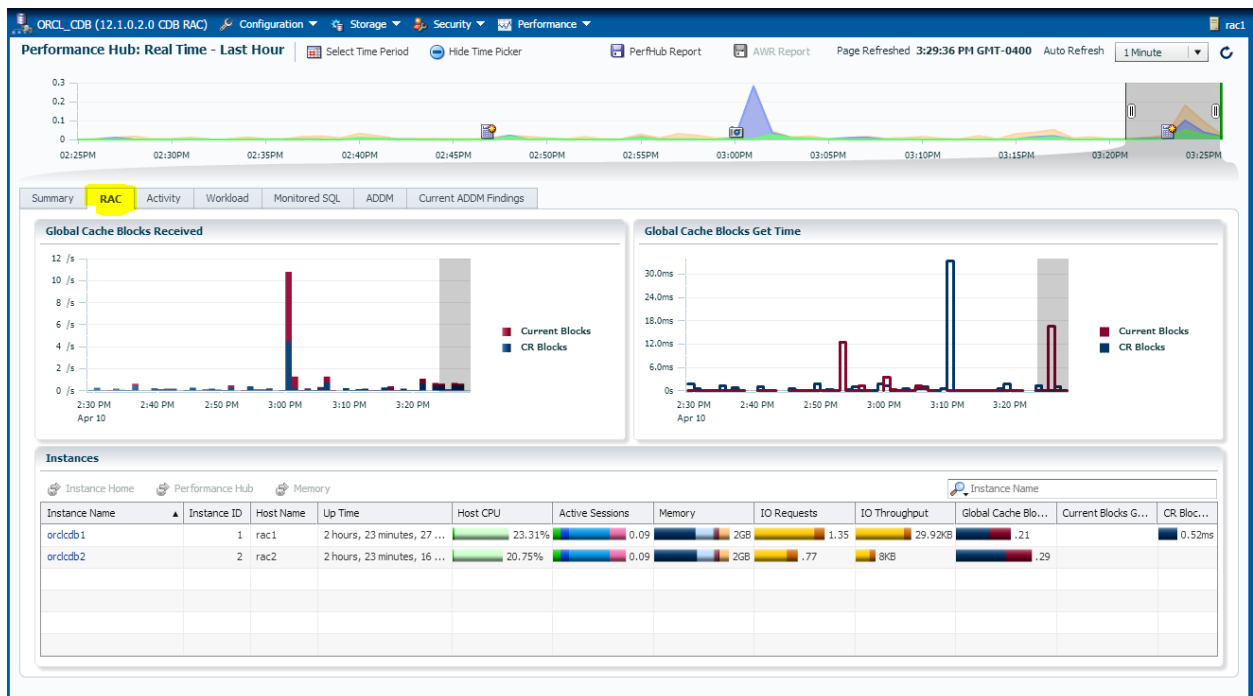 ORCL_CDB (12.1.0.2.0 CDB RAC) Configuration Storage Security Performance rac1
Performance Hub: Real Time - Last Hour Select Time Period Hide Time Picker PerfHub Report AWR Report Page Refreshed 3:29:36 PM GMT-0400 Auto Refresh 1 Minute
0.3
0.2
0.1
0
02:25PM 02:30PM 02:35PM 02:40PM 02:45PM 02:50PM 02:55PM 03:00PM 03:05PM 03:10PM 03:15PM 03:20PM 03:25PM
Summary RAC Activity Workload Monitored SQL ADDM Current ADDM Findings
Global Cache Blocks Received
12 /s
10 /s
8 /s
6 /s
4 /s
2 /s
0 /s
2:30 PM 2:40 PM 2:50 PM 3:00 PM 3:10 PM 3:20 PM
Apr 10
Current Blocks
CR Blocks
Global Cache Blocks Get Time
30.0ms
24.0ms
18.0ms
12.0ms
6.0ms
0s
2:30 PM 2:40 PM 2:50 PM 3:00 PM 3:10 PM 3:20 PM
Apr 10
Current Blocks
CR Blocks
Instances
Instance Home Performance Hub Memory Instance Name
Instance Name Instance ID Host Name Up Time Host CPU Active Sessions Memory IO Requests IO Throughput Global Cache Blo... Current Blocks G... CR Bloc...
orclcdb1 1 rac1 2 hours, 23 minutes, 27 ... 23.31% 0.09 2GB 1.35 29.92KB .21 0.52ms
orclcdb2 2 rac2 2 hours, 23 minutes, 16 ... 20.75% 0.09 2GB .77 8KB .29